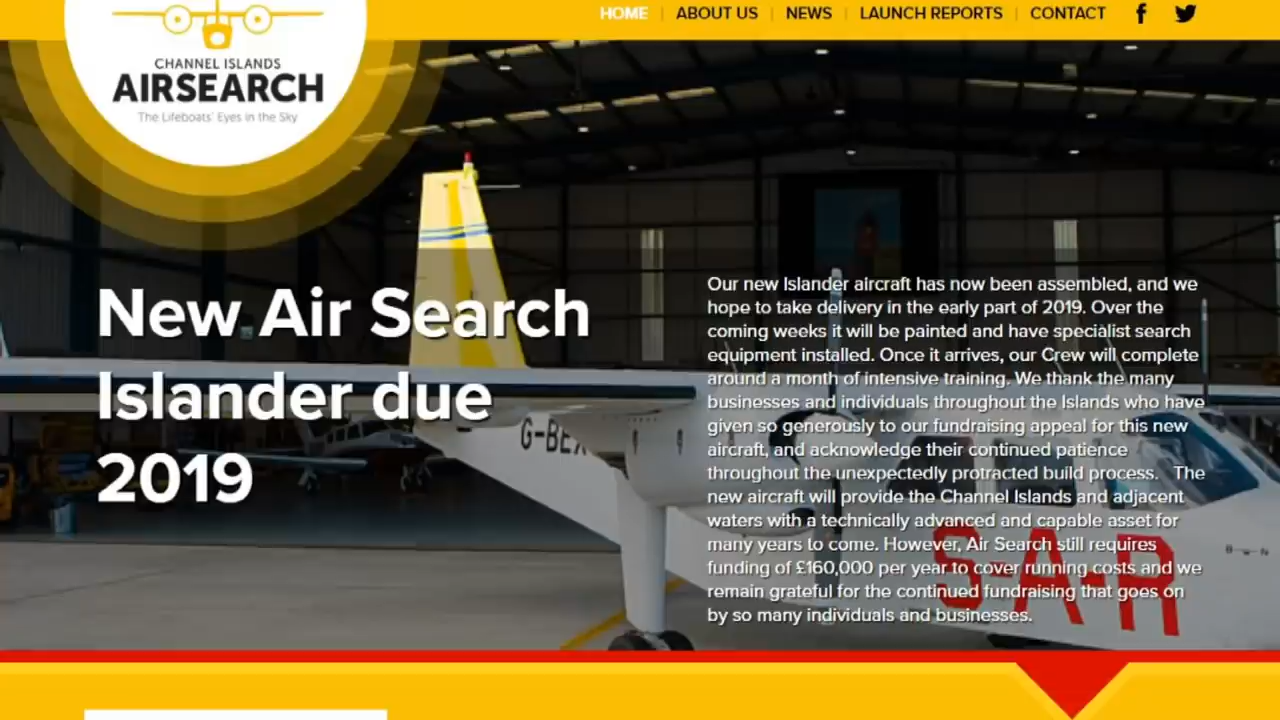 HOME | ABOUT US | NEWS | LAUNCH REPORTS | CONTACT
CHANNEL ISLANDS
AIRSEARCH
The Lifeboats' Eyes in the Sky
New Air Search
Islander due
2019
Our new Islander aircraft has now been assembled, and we
hope to take delivery in the early part of 2019. Over the
coming weeks it will be painted and have specialist search
equipment installed. Once it arrives, our Crew will complete
around a month of intensive training. We thank the many
businesses and individuals throughout the Islands who have
given so generously to our fundraising appeal for this new
aircraft, and acknowledge their continued patience
throughout the unexpectedly protracted build process. The
new aircraft will provide the Channel Islands and adjacent
waters with a technically advanced and capable asset for
many years to come. However, Air Search still requires
funding of £160,000 per year to cover running costs and we
remain grateful for the continued fundraising that goes on
by so many individuals and businesses.
S-A-R